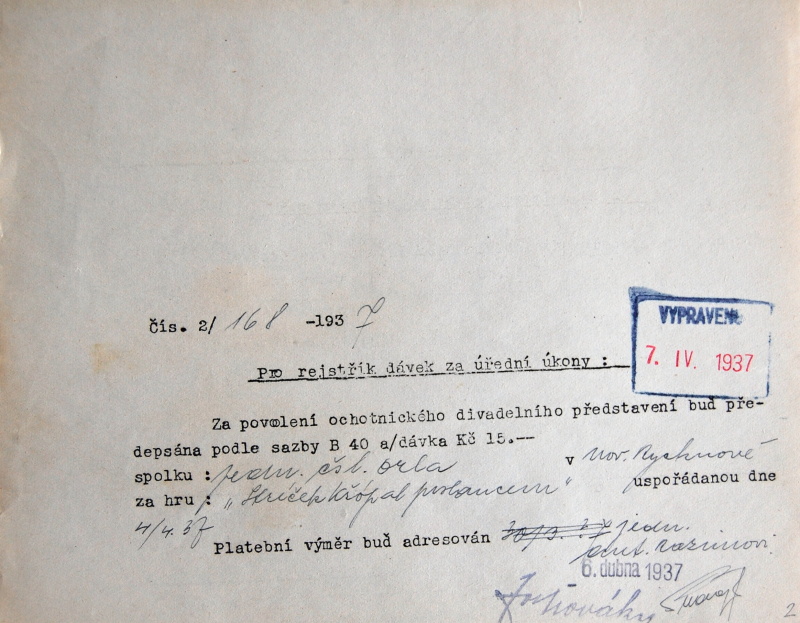 Čís. 2/168 -1937
VYPRAVENO
7. IV. 1937
Pro rejstřík dávek za úřední úkony :
Za povolení ochotnického divadelního představení buď pře-
depsána podle sazby B 40 a/dávka Kč 15.--
spolku : jedn. čsl. orla v Nov. Rychnově
za hru : „Strýček Křópal poslancem" uspořádanou dne
4/4.37
Platební výměr buď adresován jedn.
6. dubna 1937
2